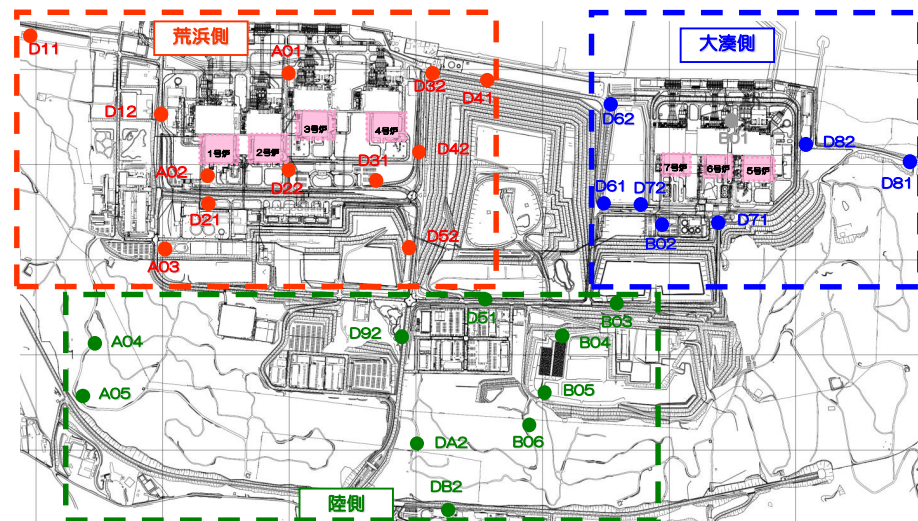 荒浜側
大湊側
D11
A01
D32
D41
D12
D62
B01
D82
D81
3号炉
4号炉
1号炉
2号炉
D42
7号炉
6号炉
5号炉
A02
D22
D31
D61
D72
D21
B02
D71
A03
D52
D51
B03
A04
D92
B04
A05
B05
B06
DA2
DB2
陸側